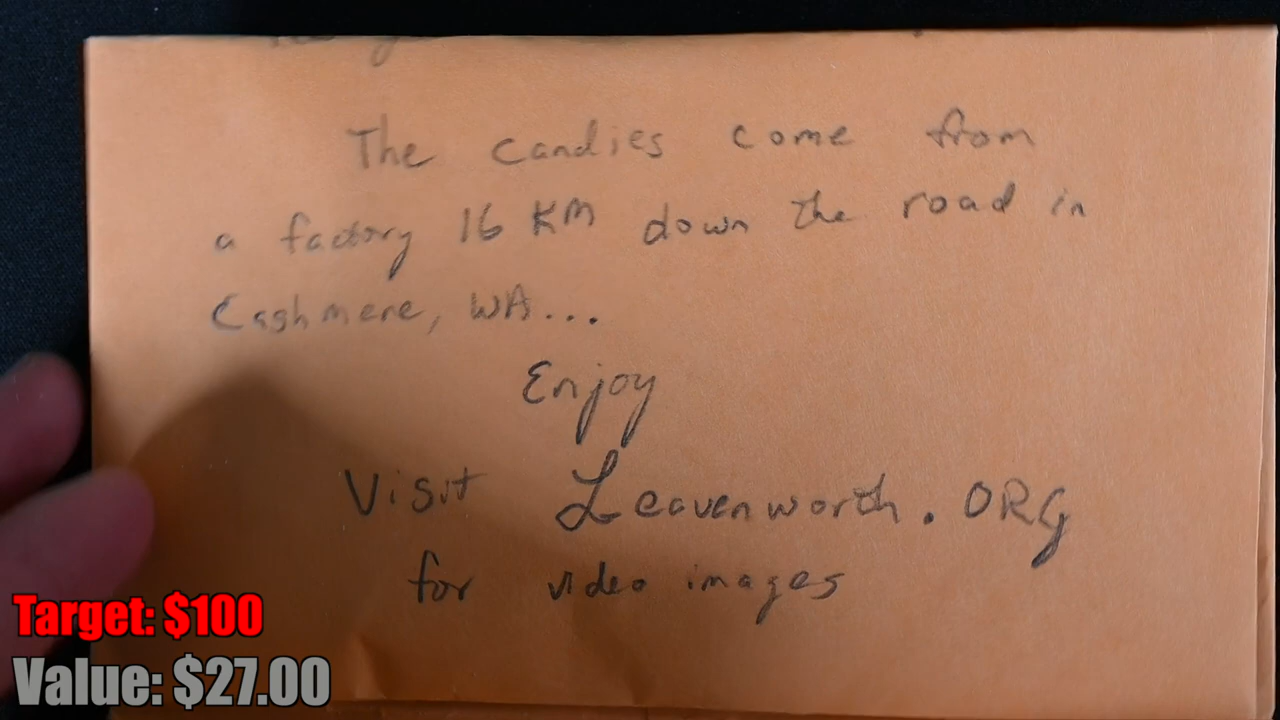 The candies come from
a factory 16 KM down the road in
Cashmere, WA...
Enjoy
Visit Leavenworth.ORG
for video images
Target: $100
Value: $27.00